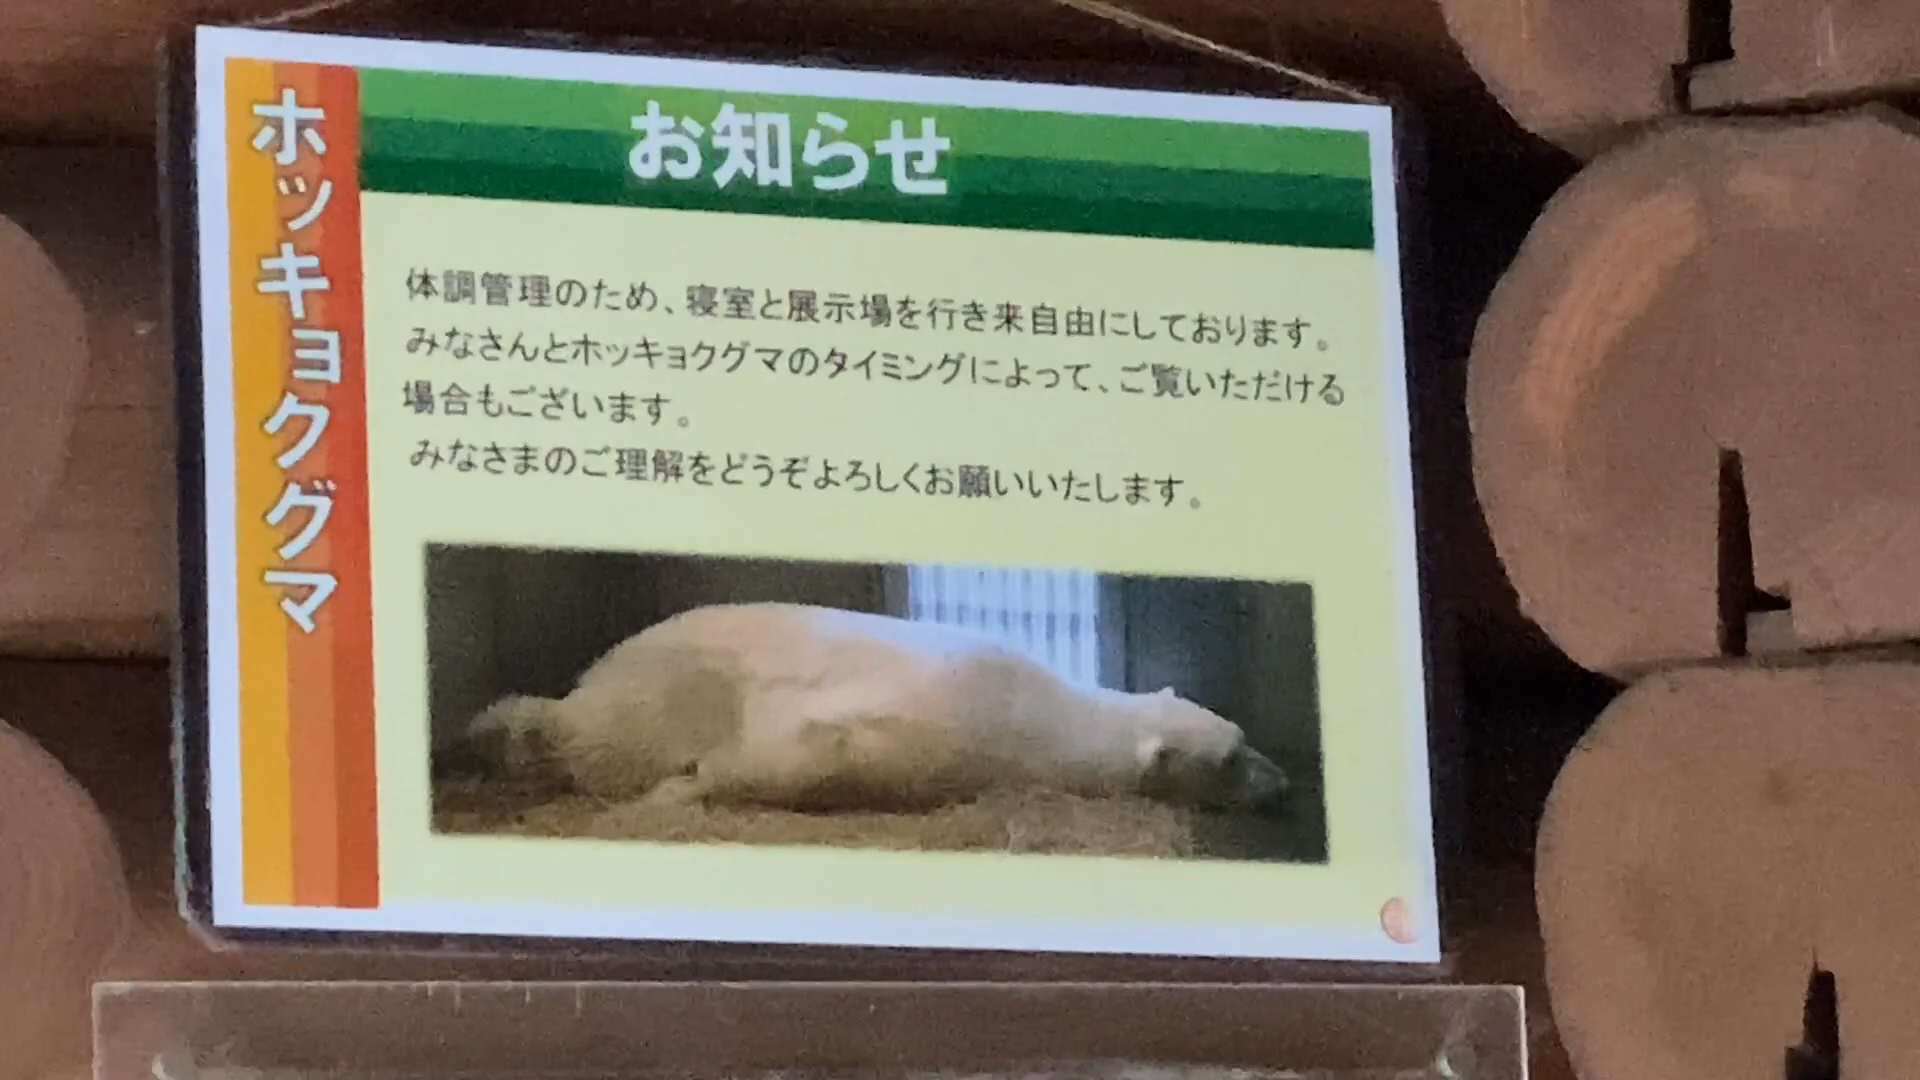 ホッキョクグマ
お知らせ
体調管理のため、寝室と展示場を行き来自由にしております。
みなさんとホッキョクグマのタイミングによって、ご覧いただける
場合もございます。
みなさまのご理解をどうぞよろしくお願いいたします。